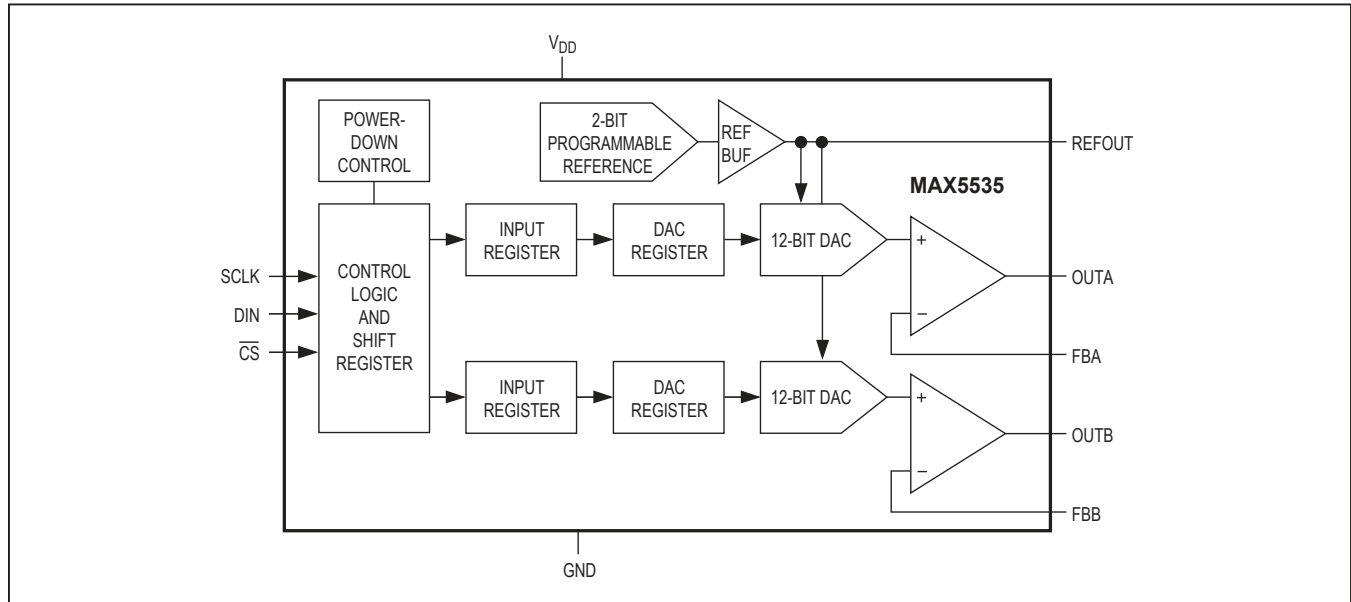 VDD
POWER-
DOWN
CONTROL
2-BIT
PROGRAMMABLE
REFERENCE
REF
BUF
REFOUT
MAX5535
CONTROL
LOGIC
AND
SHIFT
REGISTER
INPUT
REGISTER
DAC
REGISTER
12-BIT DAC
+
−
SCLK
DIN
CS
OUTA
FBA
INPUT
REGISTER
DAC
REGISTER
12-BIT DAC
+
−
OUTB
FBB
GND